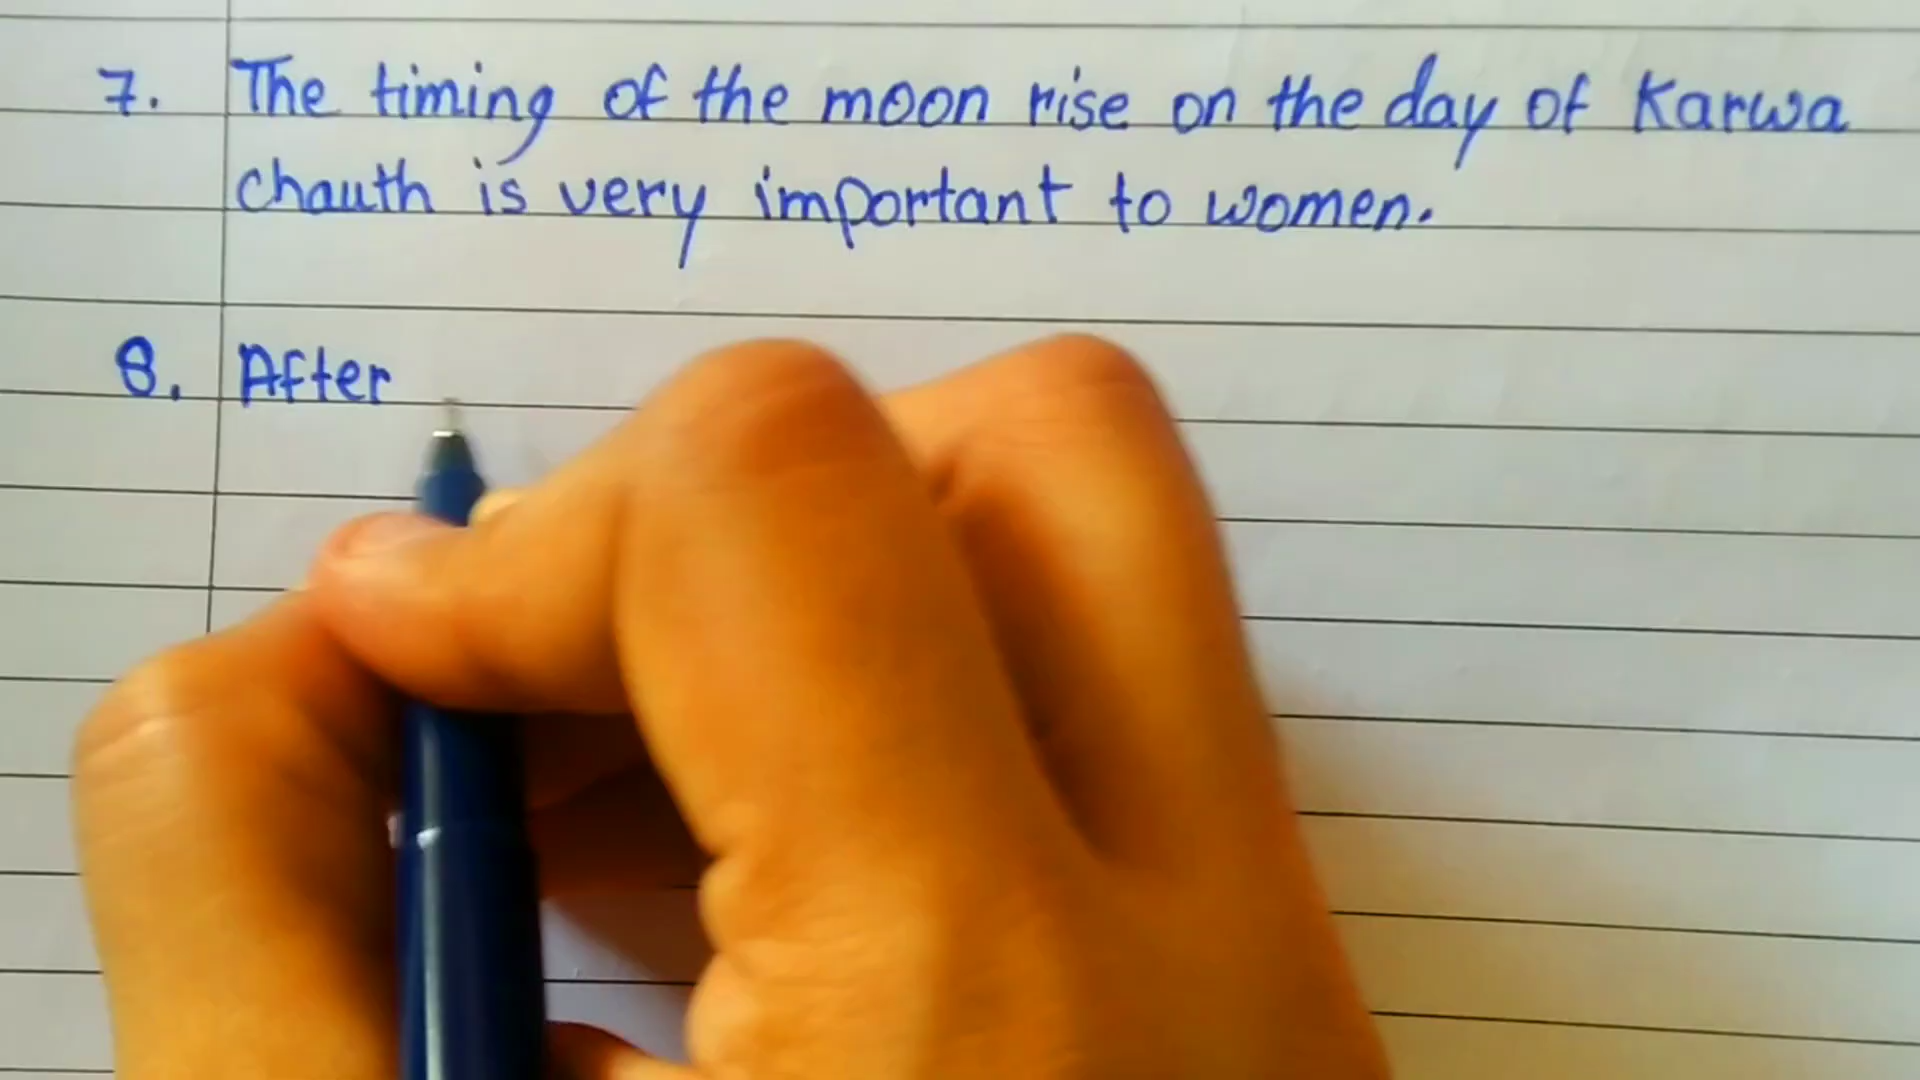 7. The timing of the moon rise on the day of Karwa
chauth is very important to women.
8. After